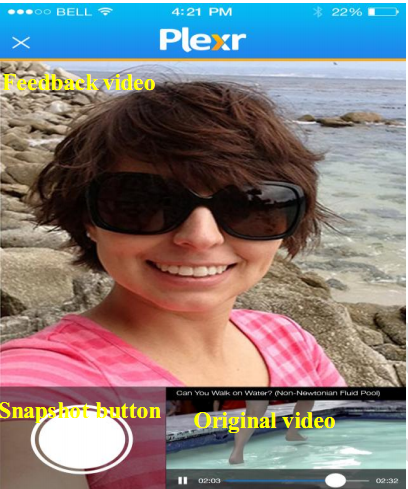 BELL 4:21 PM 22%
Plexr
Feedback video
Can You Walk on Water? (Non-Newtonian Fluid Pool)
Snapshot button
Original video
02:03 02:32